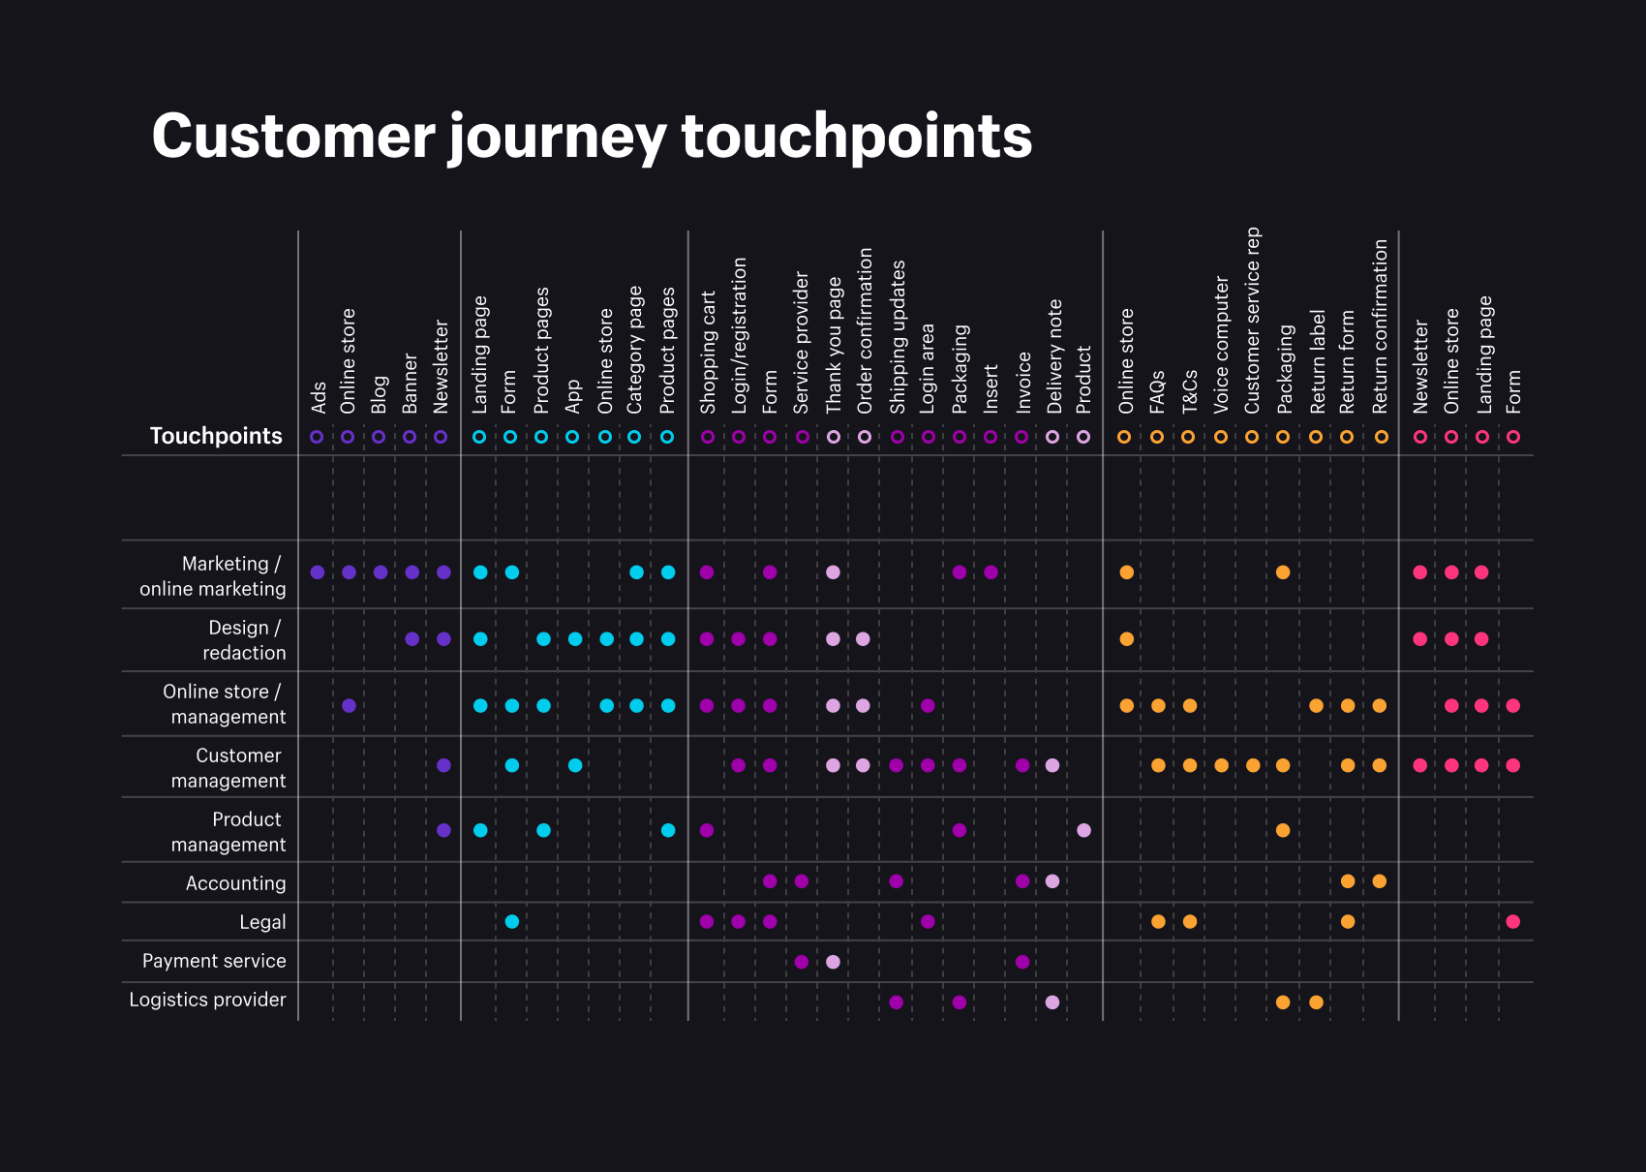 Customer journey touchpoints
Ads
Online store
Blog
Banner
Newsletter
Landing page
Form
Product pages
App
Online store
Category page
Product pages
Shopping cart
Login/registration
Form
Service provider
Thank you page
Order confirmation
Shipping updates
Login area
Packaging
Insert
Invoice
Delivery note
Product
Online store
FAQs
T&Cs
Voice computer
Customer service rep
Packaging
Return label
Return form
Return confirmation
Newsletter
Online store
Landing page
Form
Touchpoints
Marketing /
online marketing
Design /
redaction
Online store /
management
Customer
management
Product
management
Accounting
Legal
Payment service
Logistics provider